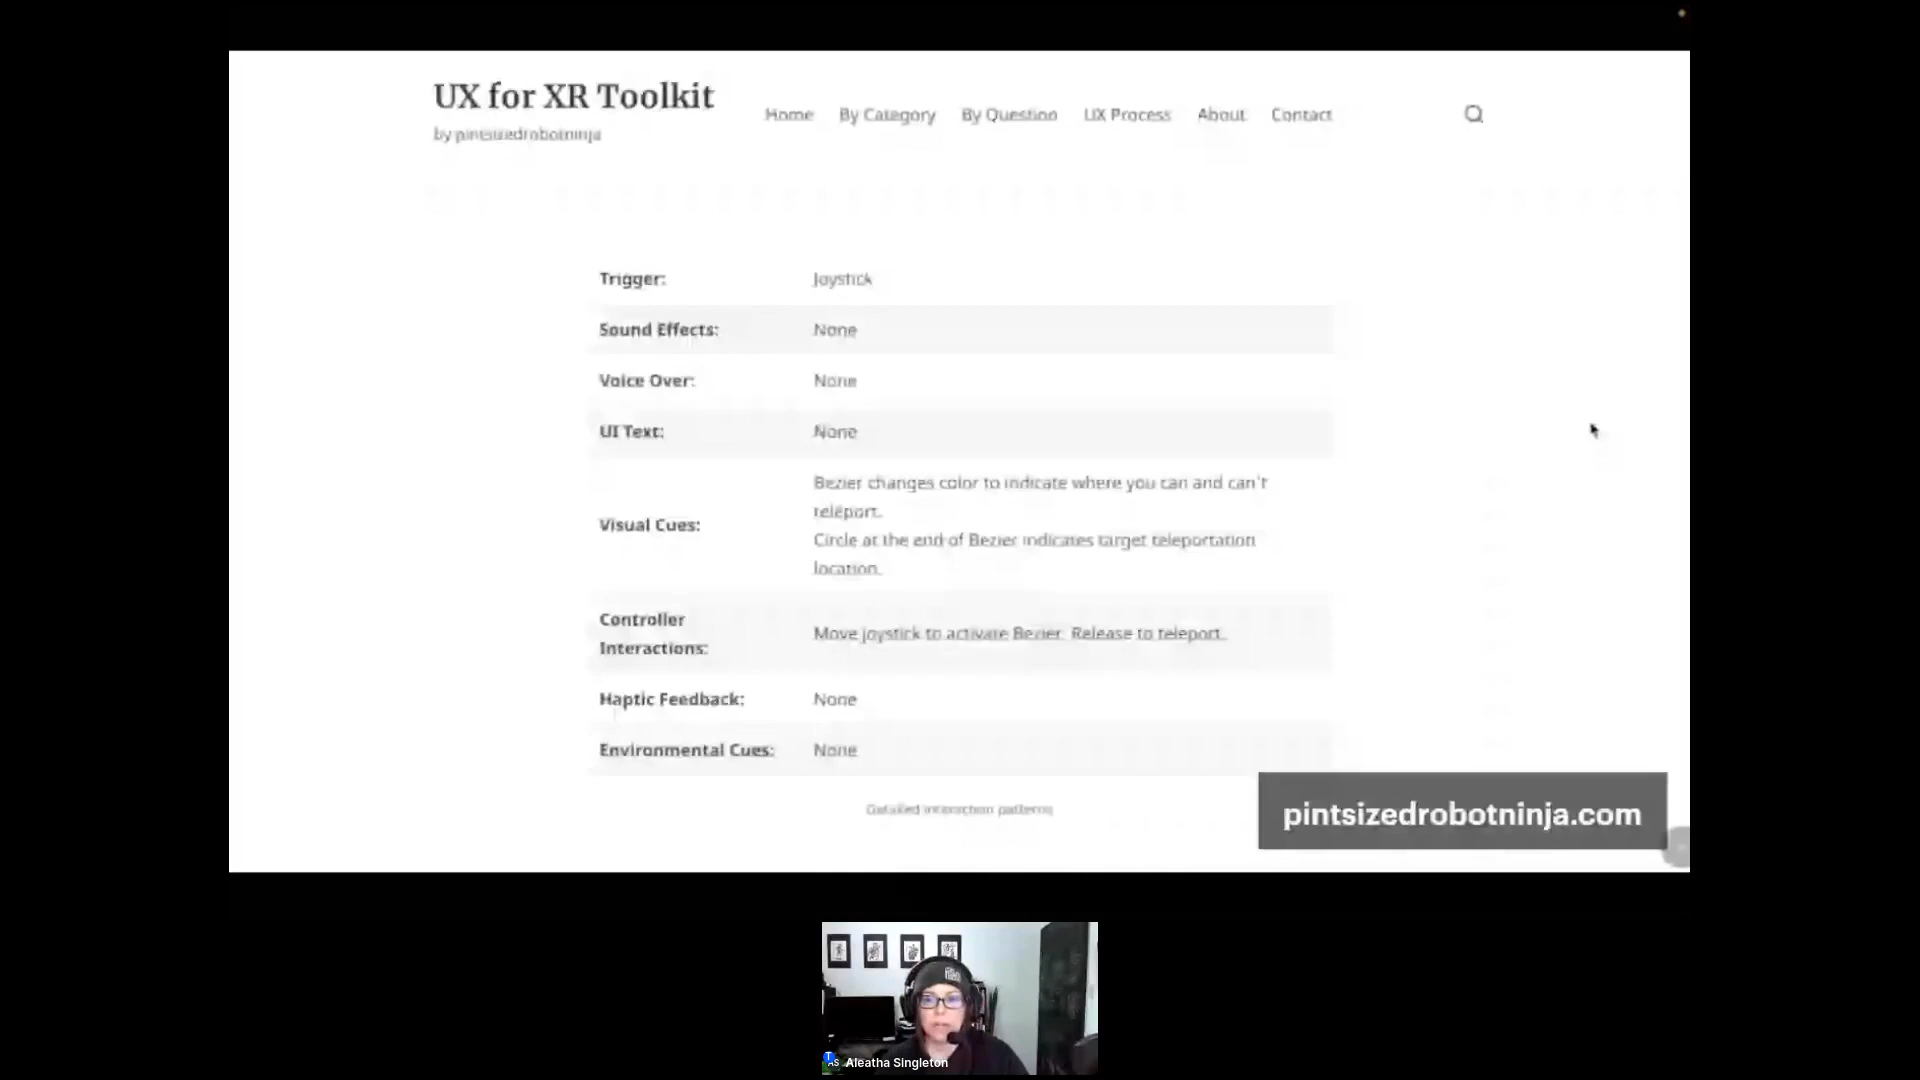 UX for XR Toolkit
by pintsizedrobotninja
Home By Category By Question UX Process About Contact
Trigger: Joystick
Sound Effects: None
Voice Over: None
UI Text: None
Visual Cues: Bezier changes color to indicate where you can and can't
teleport.
Circle at the end of Bezier indicates target teleportation
location.
Controller
Interactions: Move joystick to activate Bezier. Release to teleport.
Haptic Feedback: None
Environmental Cues: None
Detailed interaction patterns
pintsizedrobotninja.com
T
AS Aleatha Singleton